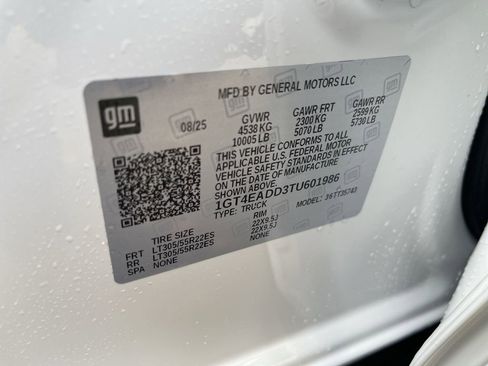 MFD BY GENERAL MOTORS LLC
gm
08/25
GVWR GAWR FRT GAWR RR
4538 KG 2300 KG 2599 KG
10005 LB 5070 LB 5730 LB
THIS VEHICLE CONFORMS TO ALL
APPLICABLE U.S. FEDERAL MOTOR
VEHICLE SAFETY STANDARDS IN EFFECT
ON THE DATE OF MANUFACTURE
SHOWN ABOVE.
1GT4EADD3TU601986
TYPE: TRUCK MODEL:
TIRE SIZE RIM
FRT LT305/55R22ES 22X9.5J
RR LT305/55R22ES 22X9.5J
SPA NONE NONE